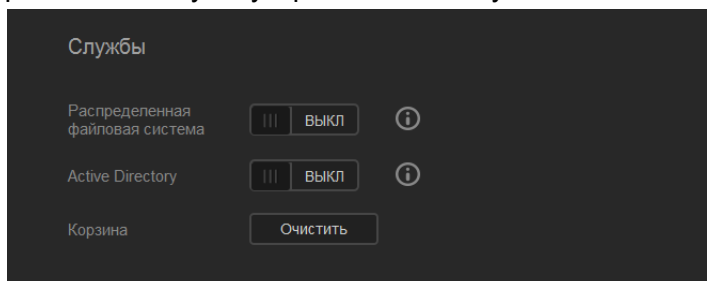 Службы
Распределенная
файловая система
ВЫКЛ
Active Directory
ВЫКЛ
Корзина
Очистить